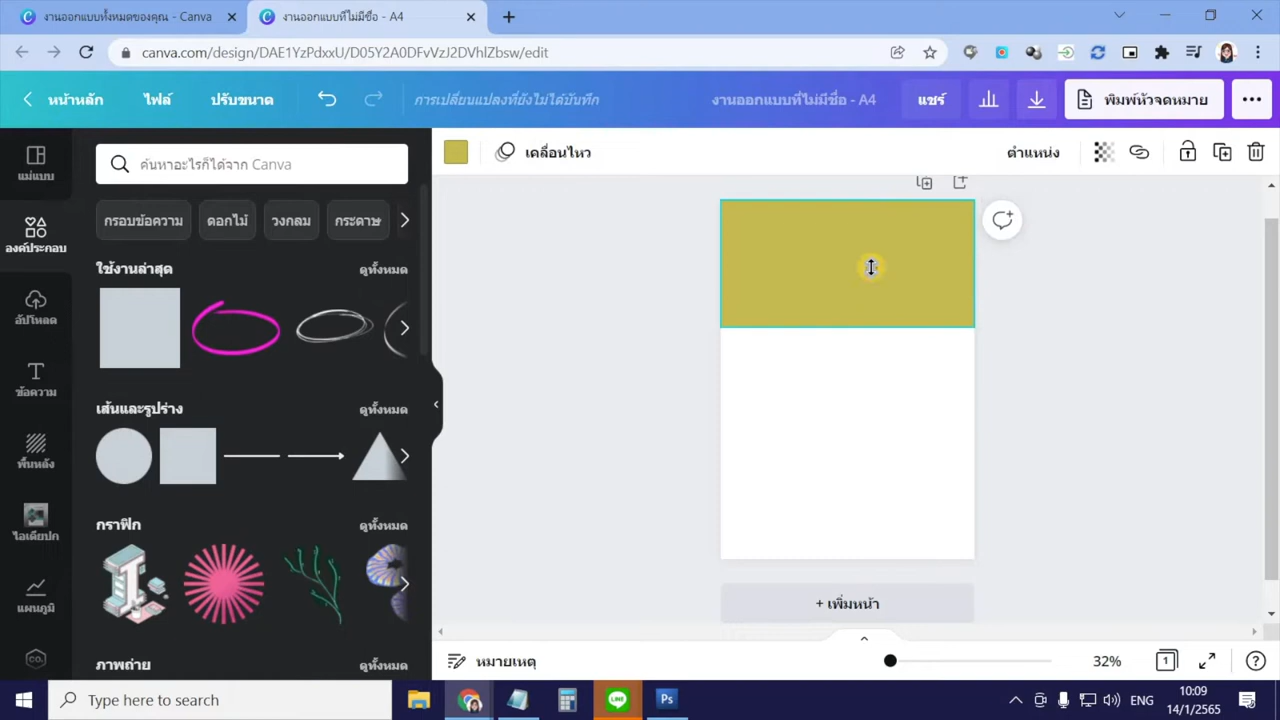 งานออกแบบทั้งหมดของคุณ - Canva
งานออกแบบที่ไม่มีชื่อ - A4
canva.com/design/DAE1YzPdxxU/D05Y2A0DFvVzJ2DVhlZbsw/edit
หน้าหลัก
ไฟล์
ปรับขนาด
การเปลี่ยนแปลงที่ยังไม่ได้บันทึก
งานออกแบบที่ไม่มีชื่อ - A4
แชร์
พิมพ์หัวจดหมาย
แม่แบบ
องค์ประกอบ
อัปโหลด
ข้อความ
พื้นหลัง
ไอเดียปก
แผนภูมิ
CO.
ค้นหาอะไรก็ได้จาก Canva
กรอบข้อความ
ดอกไม้
วงกลม
กระดาษ
ใช้งานล่าสุด
ดูทั้งหมด
เส้นและรูปร่าง
ดูทั้งหมด
กราฟิก
ดูทั้งหมด
ภาพถ่าย
ดูทั้งหมด
เคลื่อนไหว
ตำแหน่ง
+ เพิ่มหน้า
หมายเหตุ
32%
1
Type here to search
LINE
Ps
ENG
10:09
14/1/2565